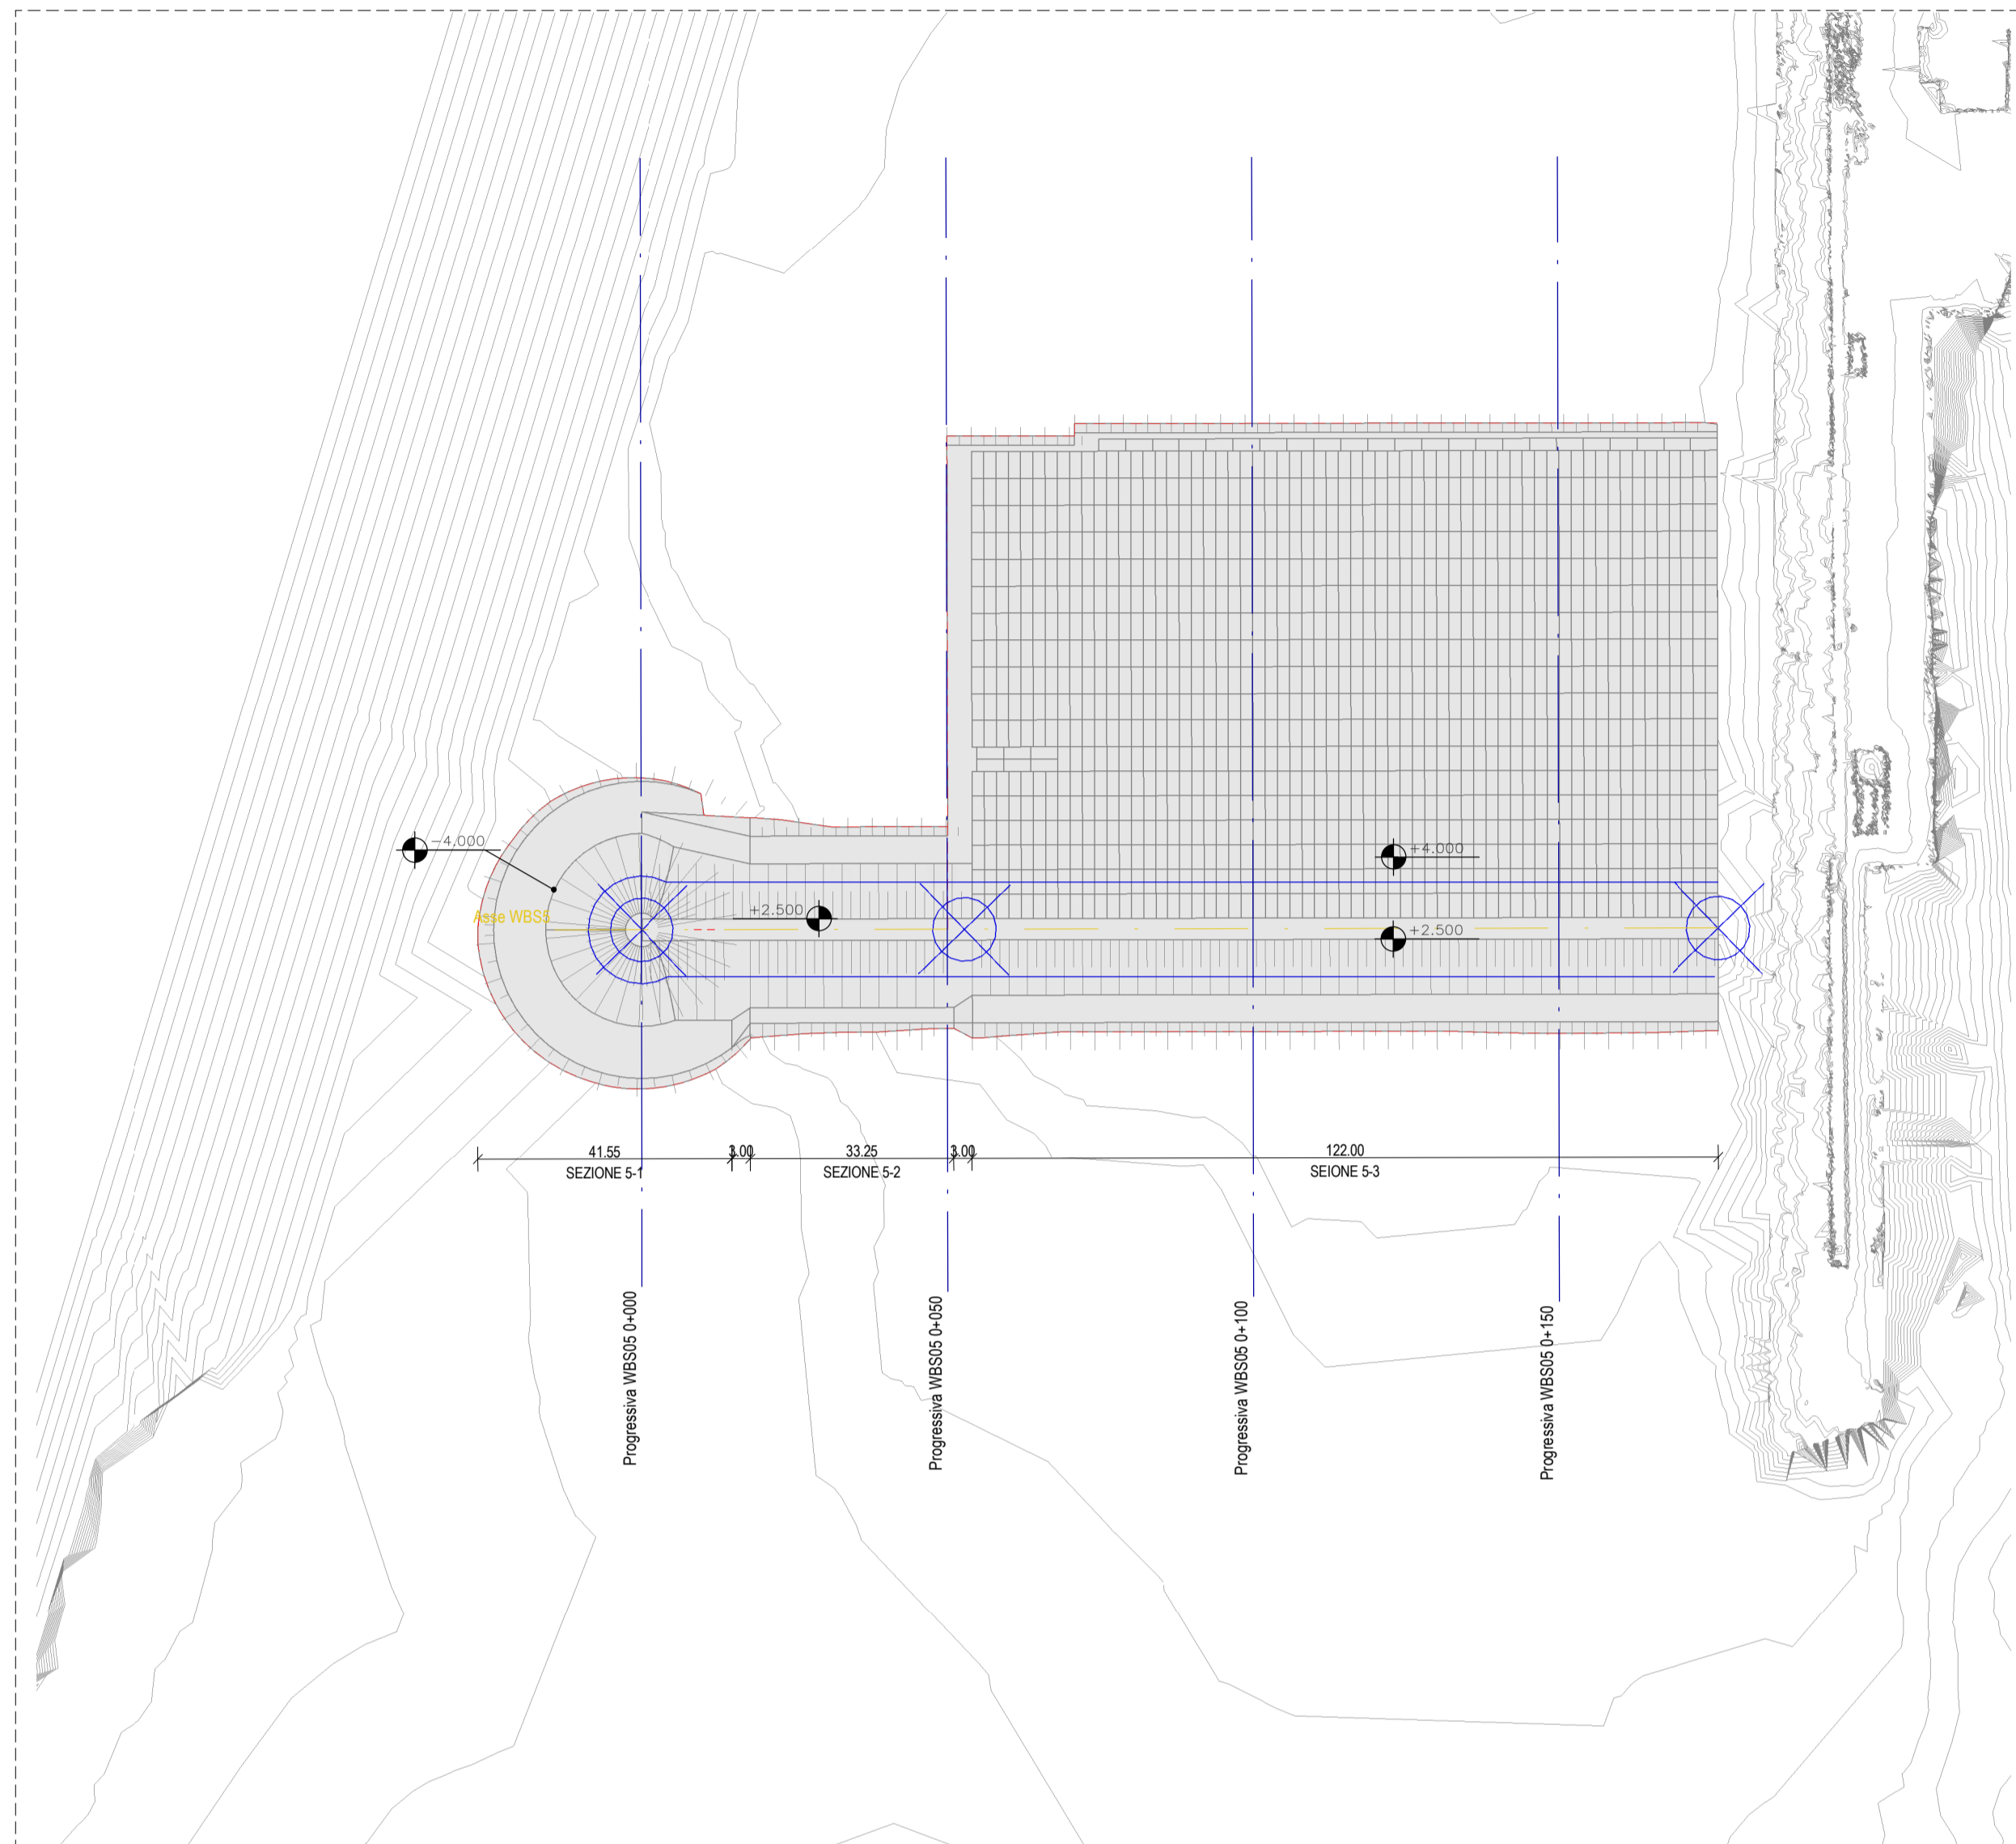 -4.000
+4.000
Asse WBS5
+2.500
+2.500
41.55
3.00
33.25
3.00
122.00
SEZIONE 5-1
SEZIONE 5-2
SEIONE 5-3
Progressiva WBS05 0+000
Progressiva WBS05 0+050
Progressiva WBS05 0+100
Progressiva WBS05 0+150